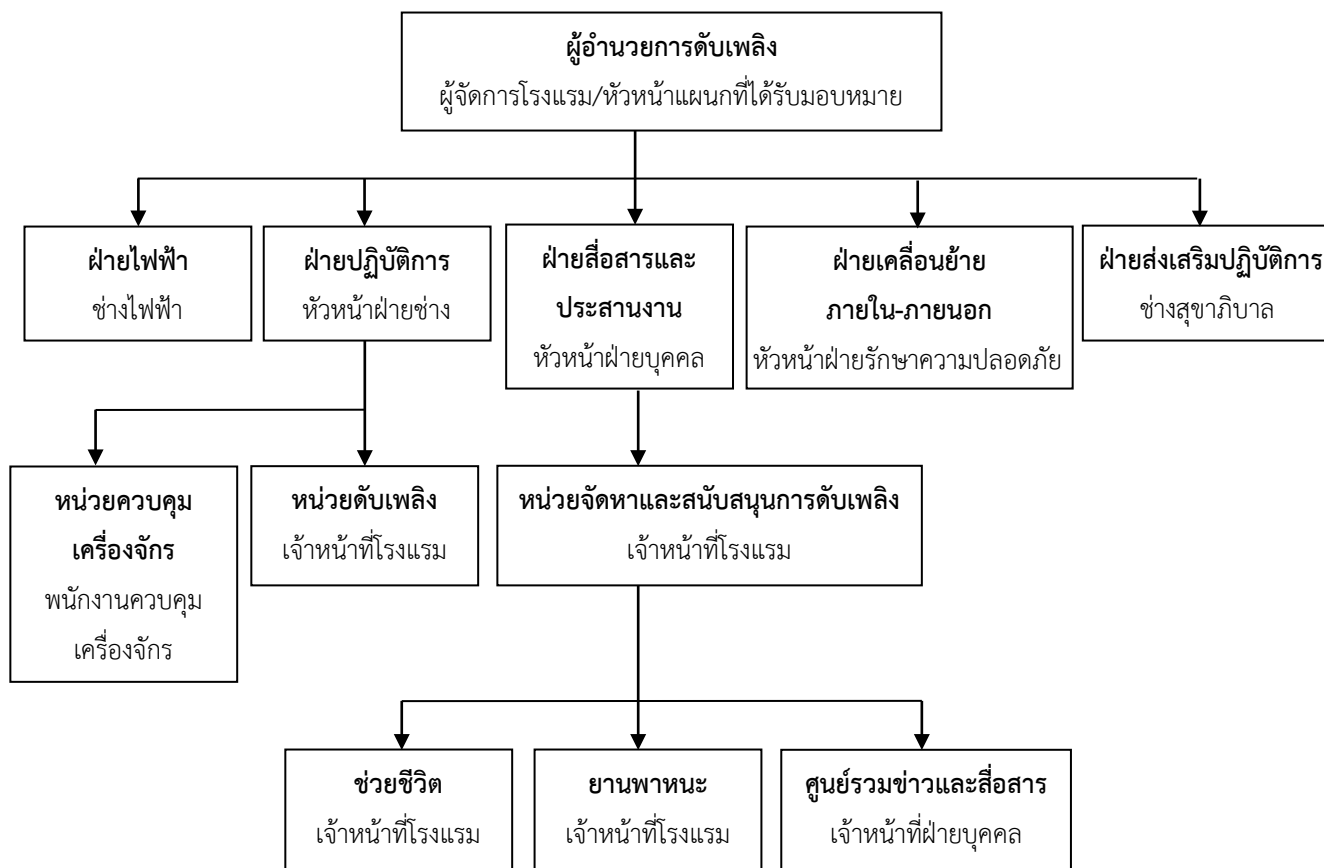 ผู้อำนวยการดับเพลิง
ผู้จัดการโรงแรม/หัวหน้าแผนกที่ได้รับมอบหมาย
ฝ่ายไฟฟ้า
ช่างไฟฟ้า
ฝ่ายปฏิบัติการ
หัวหน้าฝ่ายช่าง
ฝ่ายสื่อสารและ
ประสานงาน
หัวหน้าฝ่ายบุคคล
ฝ่ายเคลื่อนย้าย
ภายใน-ภายนอก
หัวหน้าฝ่ายรักษาความปลอดภัย
ฝ่ายส่งเสริมปฏิบัติการ
ช่างสุขาภิบาล
หน่วยควบคุม
เครื่องจักร
พนักงานควบคุม
เครื่องจักร
หน่วยดับเพลิง
เจ้าหน้าที่โรงแรม
หน่วยจัดหาและสนับสนุนการดับเพลิง
เจ้าหน้าที่โรงแรม
ช่วยชีวิต
เจ้าหน้าที่โรงแรม
ยานพาหนะ
เจ้าหน้าที่โรงแรม
ศูนย์รวมข่าวและสื่อสาร
เจ้าหน้าที่ฝ่ายบุคคล